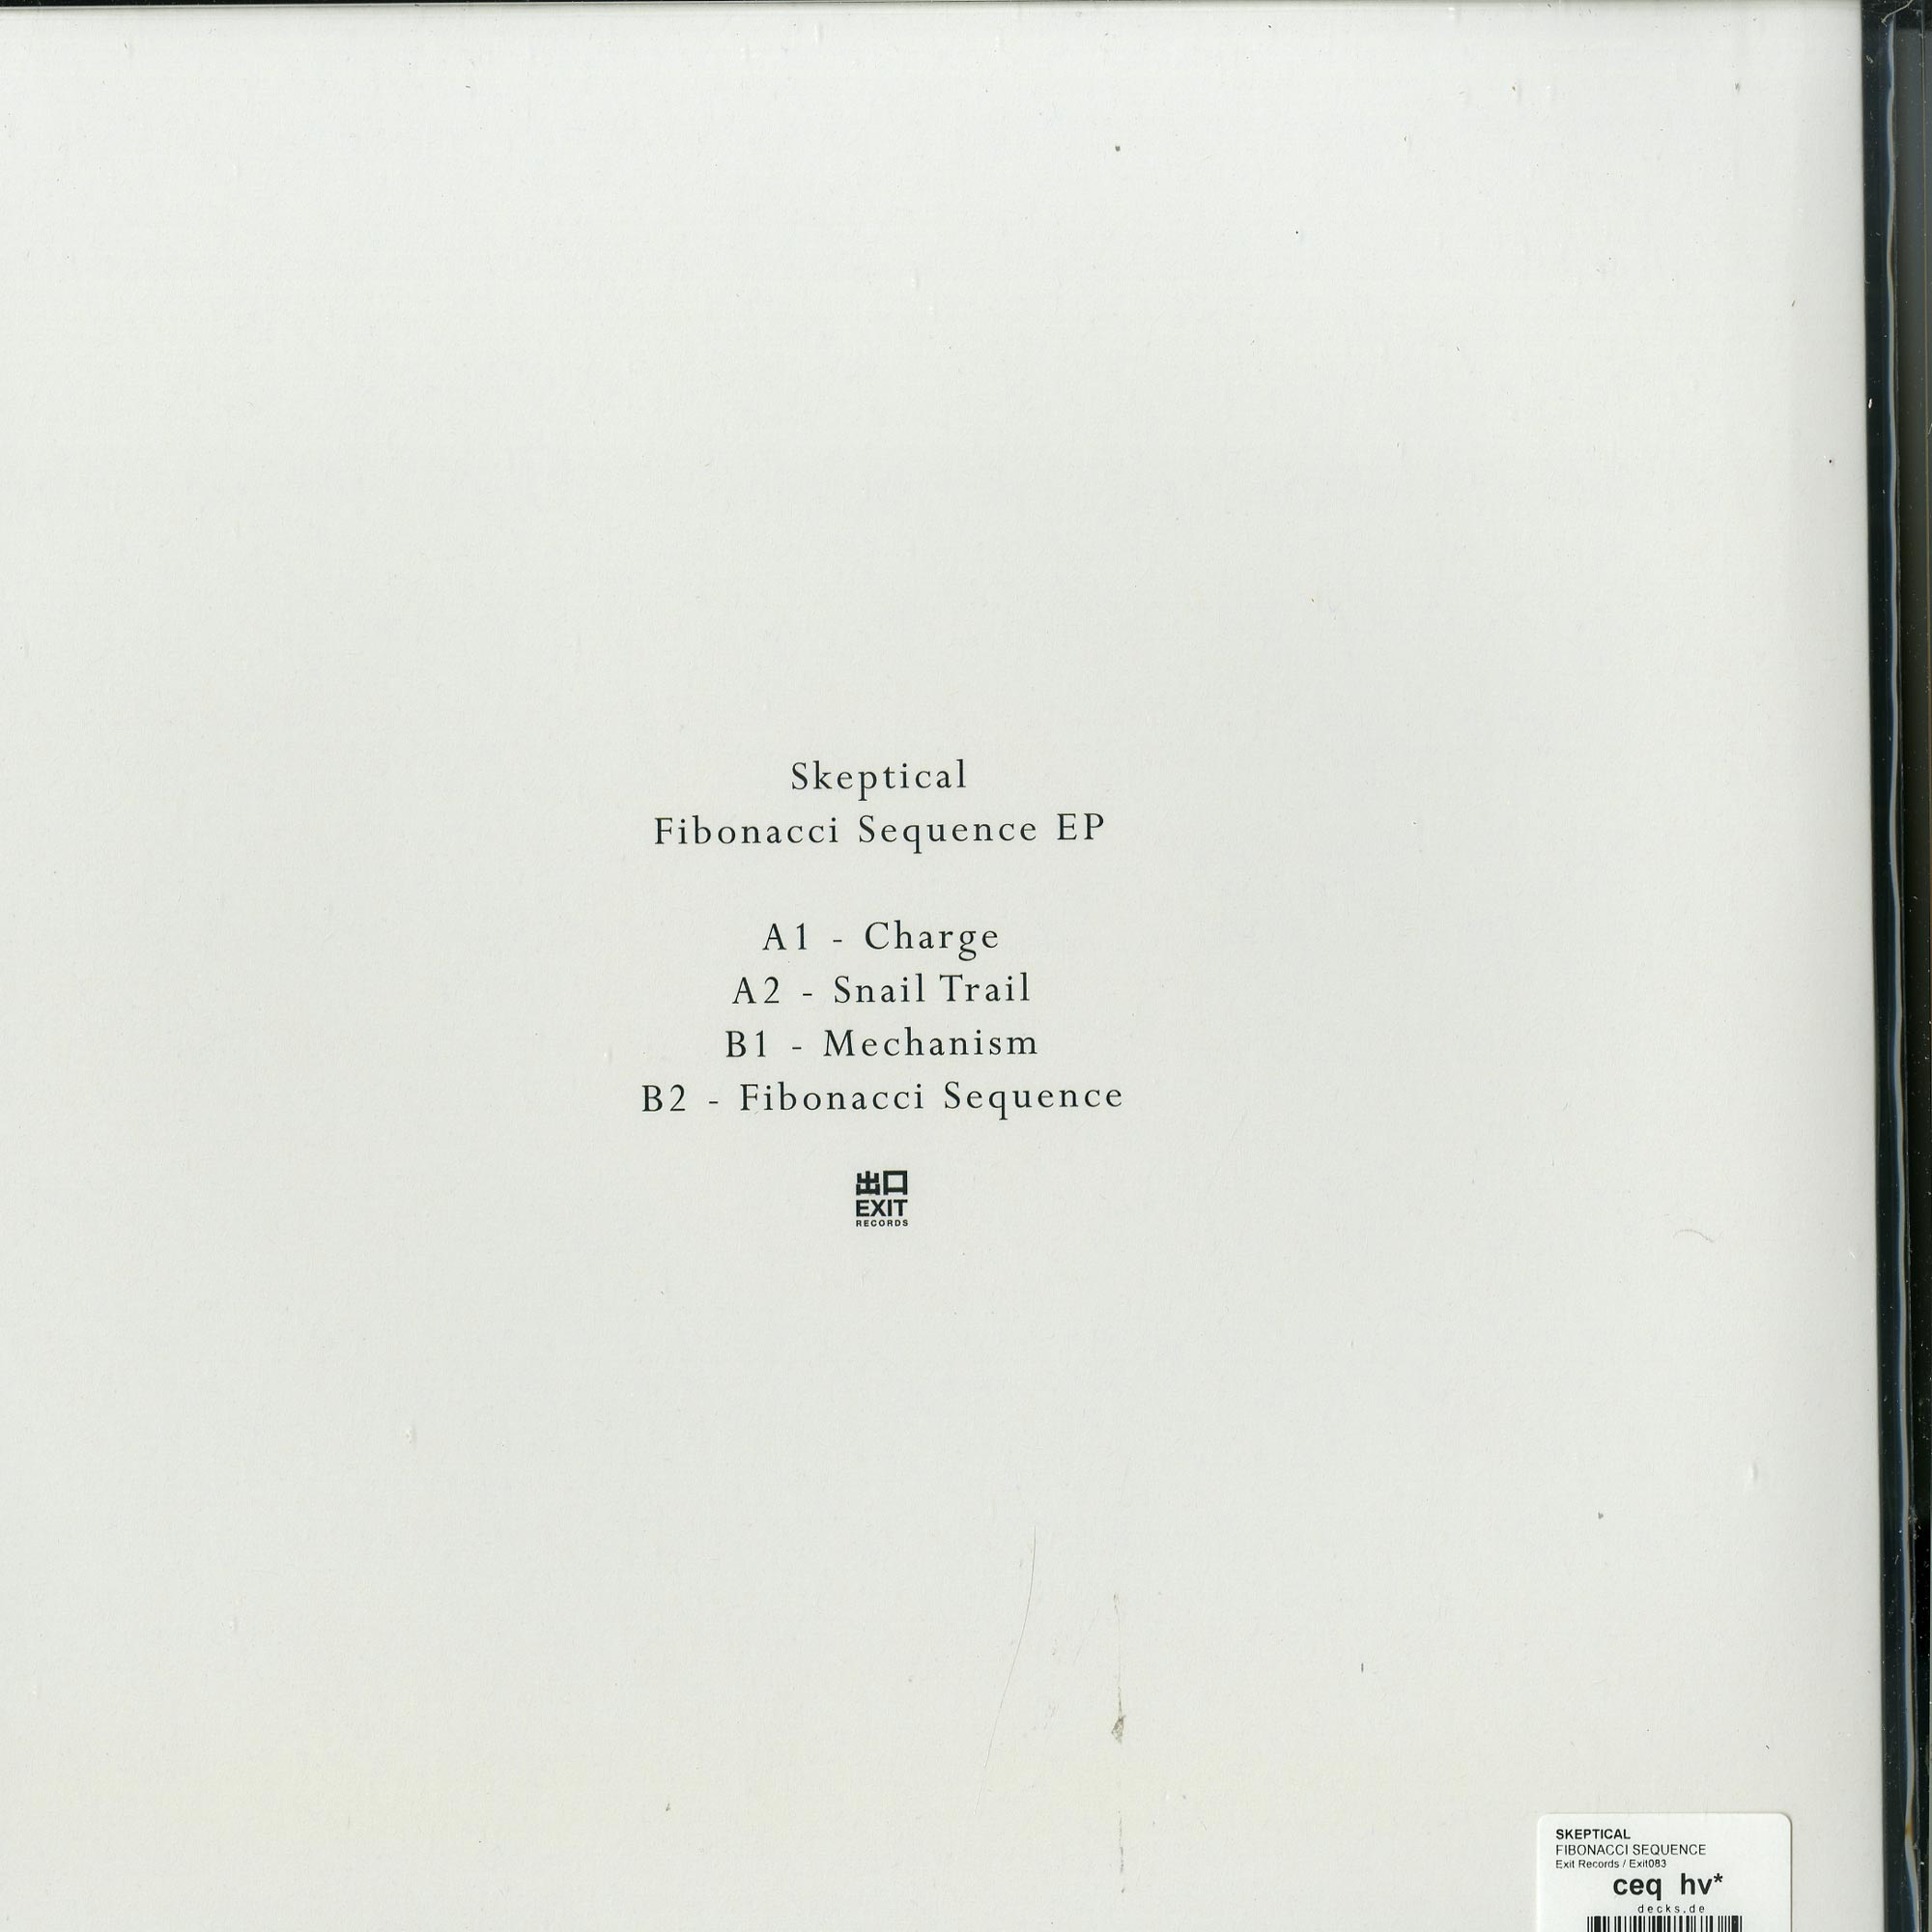 Skeptical
Fibonacci Sequence EP
A1 - Charge
A2 - Snail Trail
B1 - Mechanism
B2 - Fibonacci Sequence
出口
EXIT
RECORDS
SKEPTICAL
FIBONACCI SEQUENCE
Exit Records / Exit083
ceq hv*
decks.de